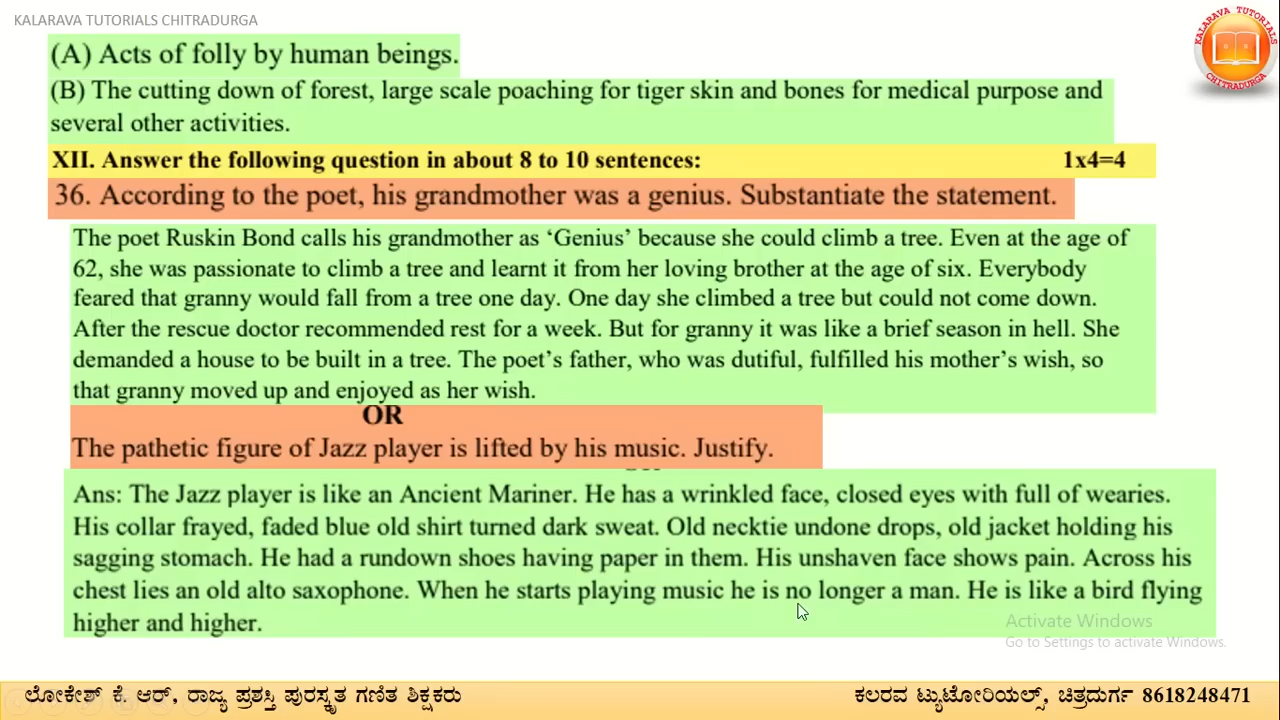 KALARAVA TUTORIALS CHITRADURGA
KALARAVA TUTORIALS
CHITRADURGA
(A) Acts of folly by human beings.
(B) The cutting down of forest, large scale poaching for tiger skin and bones for medical purpose and
several other activities.
XII. Answer the following question in about 8 to 10 sentences: 1x4=4
36. According to the poet, his grandmother was a genius. Substantiate the statement.
The poet Ruskin Bond calls his grandmother as ‘Genius’ because she could climb a tree. Even at the age of
62, she was passionate to climb a tree and learnt it from her loving brother at the age of six. Everybody
feared that granny would fall from a tree one day. One day she climbed a tree but could not come down.
After the rescue doctor recommended rest for a week. But for granny it was like a brief season in hell. She
demanded a house to be built in a tree. The poet’s father, who was dutiful, fulfilled his mother’s wish, so
that granny moved up and enjoyed as her wish.
OR
The pathetic figure of Jazz player is lifted by his music. Justify.
Ans: The Jazz player is like an Ancient Mariner. He has a wrinkled face, closed eyes with full of wearies.
His collar frayed, faded blue old shirt turned dark sweat. Old necktie undone drops, old jacket holding his
sagging stomach. He had a rundown shoes having paper in them. His unshaven face shows pain. Across his
chest lies an old alto saxophone. When he starts playing music he is no longer a man. He is like a bird flying
higher and higher.
Activate Windows
Go to Settings to activate Windows.
ಲೋಕೇಶ್ ಕೆ. ಆರ್, ರಾಜ್ಯ ಪ್ರಶಸ್ತಿ ಪುರಸ್ಕೃತ ಗಣಿತ ಶಿಕ್ಷಕರು ಕಲರವ ಟ್ಯುಟೋರಿಯಲ್ಸ್, ಚಿತ್ರದುರ್ಗ 8618248471